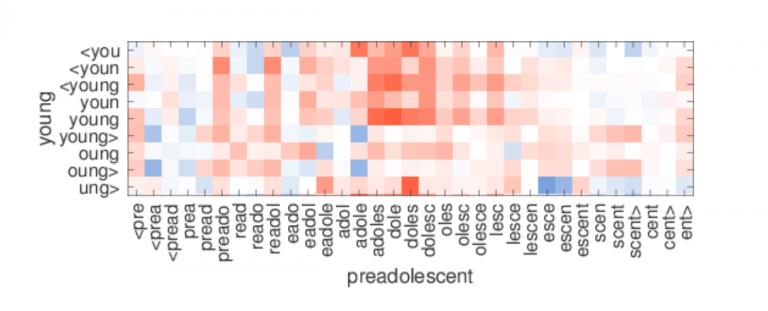 <you
<youn
<young
youn
young
young>
oung
oung>
ung>
young
<pre
<prea
<pread
prea
pread
preado
read
reado
readol
eado
eadol
eadole
adol
adole
adoles
dole
doles
dolesc
oles
olesc
olesce
lesc
lesce
lescen
esce
escen
escent
scen
scent
scent>
cent
cent>
ent>
preadolescent